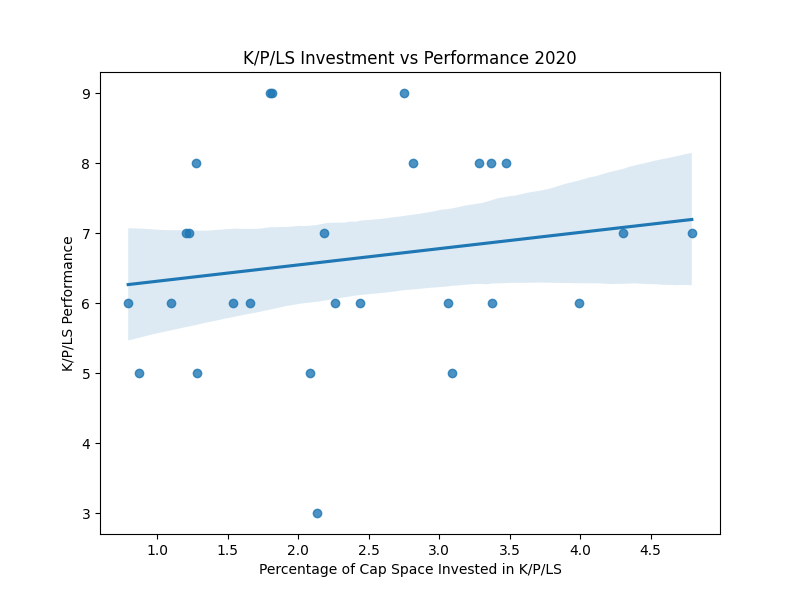 K/P/LS Investment vs Performance 2020
9
8
7
6
5
4
3
K/P/LS Performance
1.0 1.5 2.0 2.5 3.0 3.5 4.0 4.5
Percentage of Cap Space Invested in K/P/LS